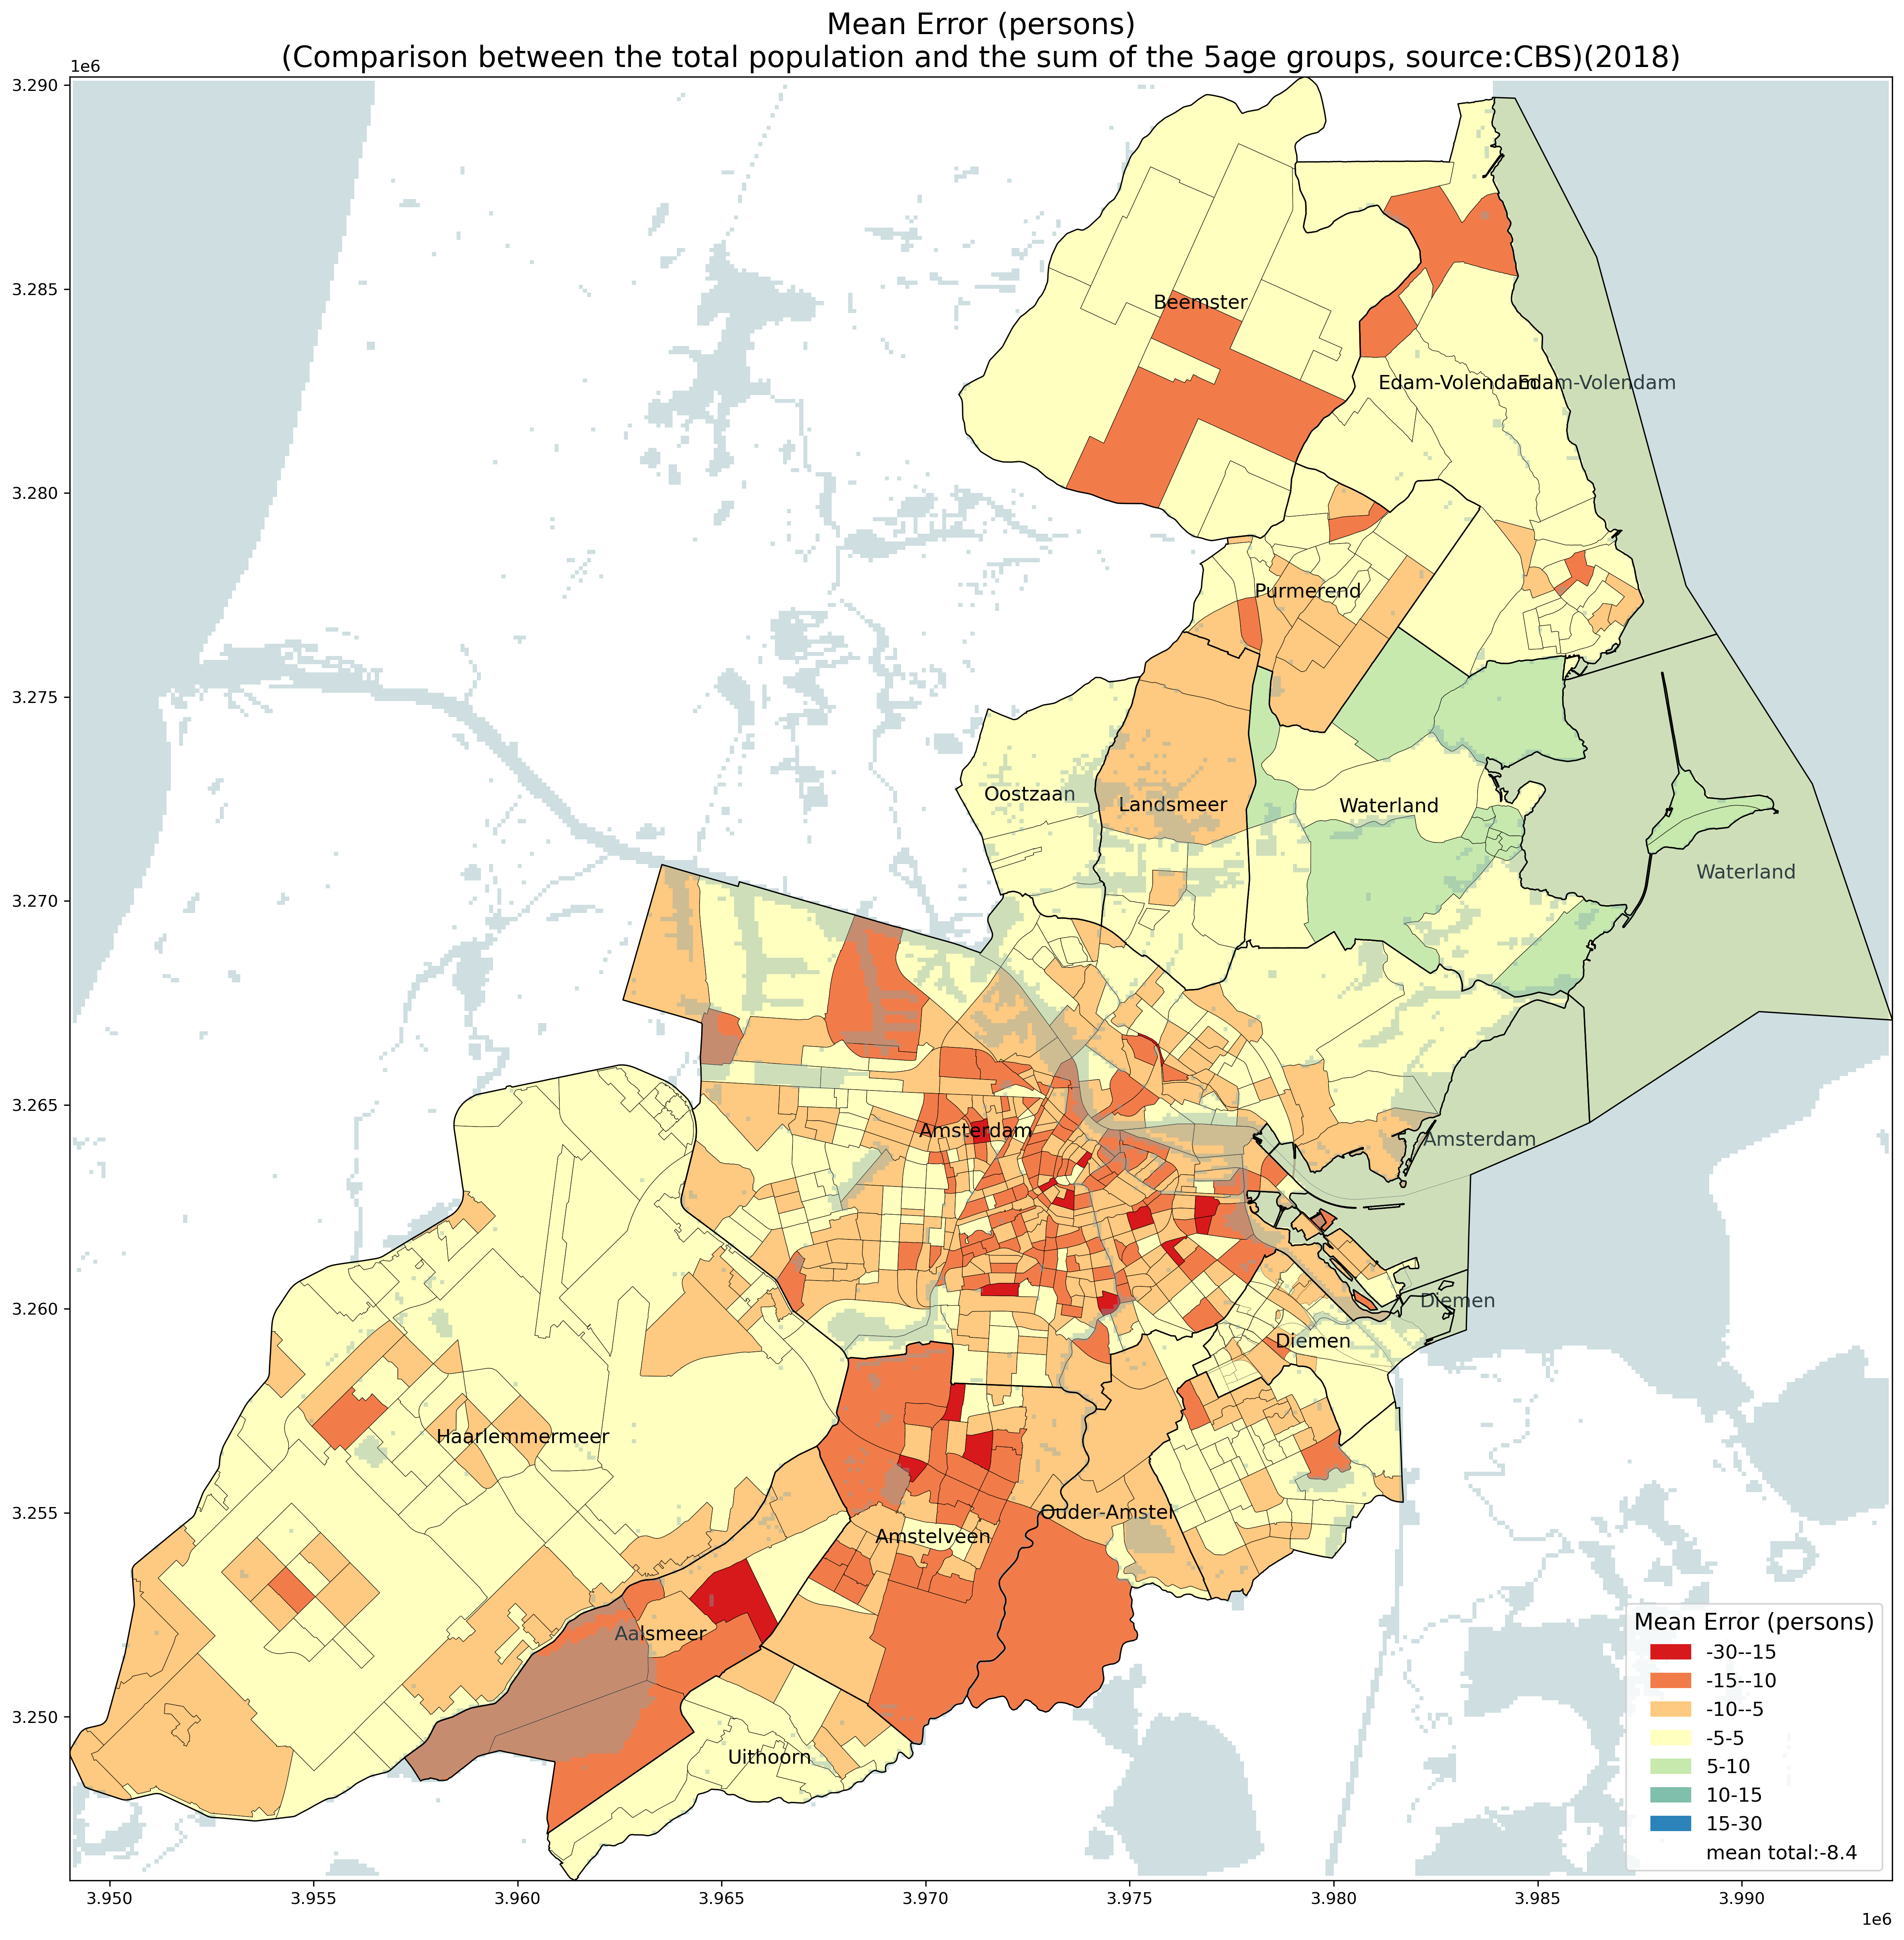 Mean Error (persons)
(Comparison between the total population and the sum of the 5age groups, source:CBS)(2018)
1e6
3.290
3.285
3.280
3.275
3.270
3.265
3.260
3.255
3.250
Beemster
Edam-Volendam
Edam-Volendam
Purmerend
Oostzaan
Landsmeer
Waterland
Waterland
Amsterdam
Amsterdam
Diemen
Diemen
Haarlemmermeer
Ouder-Amstel
Amstelveen
Aalsmeer
Uithoorn
Mean Error (persons)
-30--15
-15--10
-10--5
-5-5
5-10
10-15
15-30
mean total:-8.4
3.950
3.955
3.960
3.965
3.970
3.975
3.980
3.985
3.990
1e6